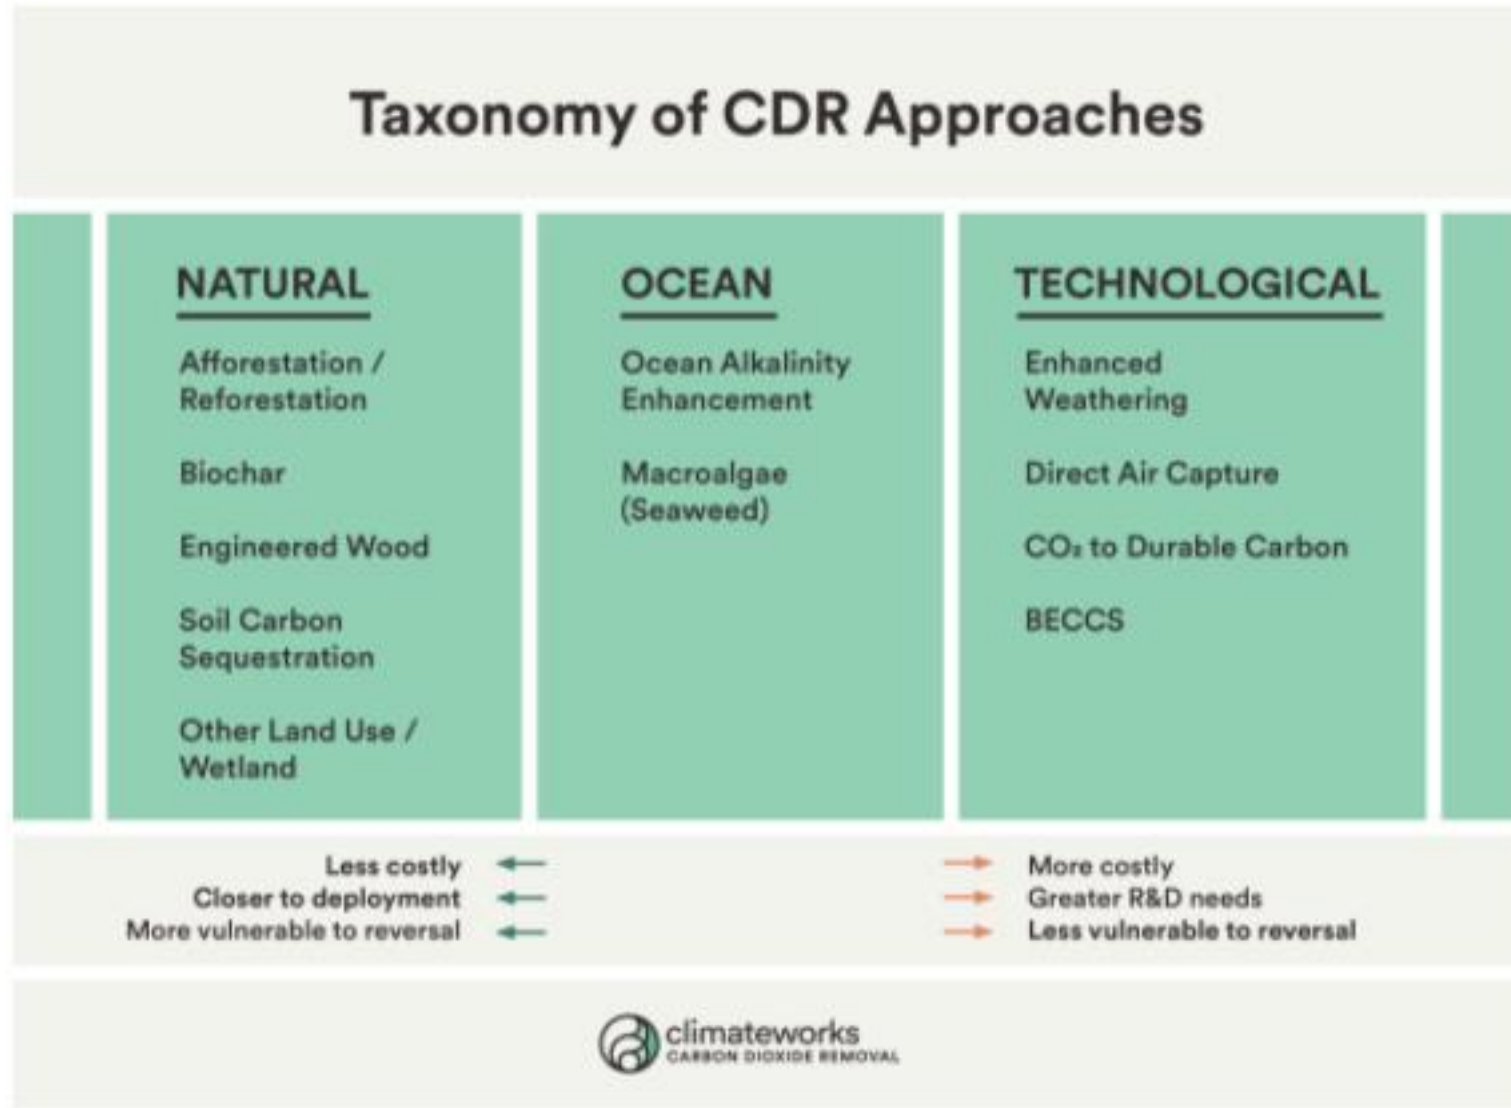 Taxonomy of CDR Approaches
NATURAL
Afforestation /
Reforestation
Biochar
Engineered Wood
Soil Carbon
Sequestration
Other Land Use /
Wetland
OCEAN
Ocean Alkalinity
Enhancement
Macroalgae
(Seaweed)
TECHNOLOGICAL
Enhanced
Weathering
Direct Air Capture
CO₂ to Durable Carbon
BECCS
Less costly
Closer to deployment
More vulnerable to reversal
More costly
Greater R&D needs
Less vulnerable to reversal
climateworks
CARBON DIOXIDE REMOVAL